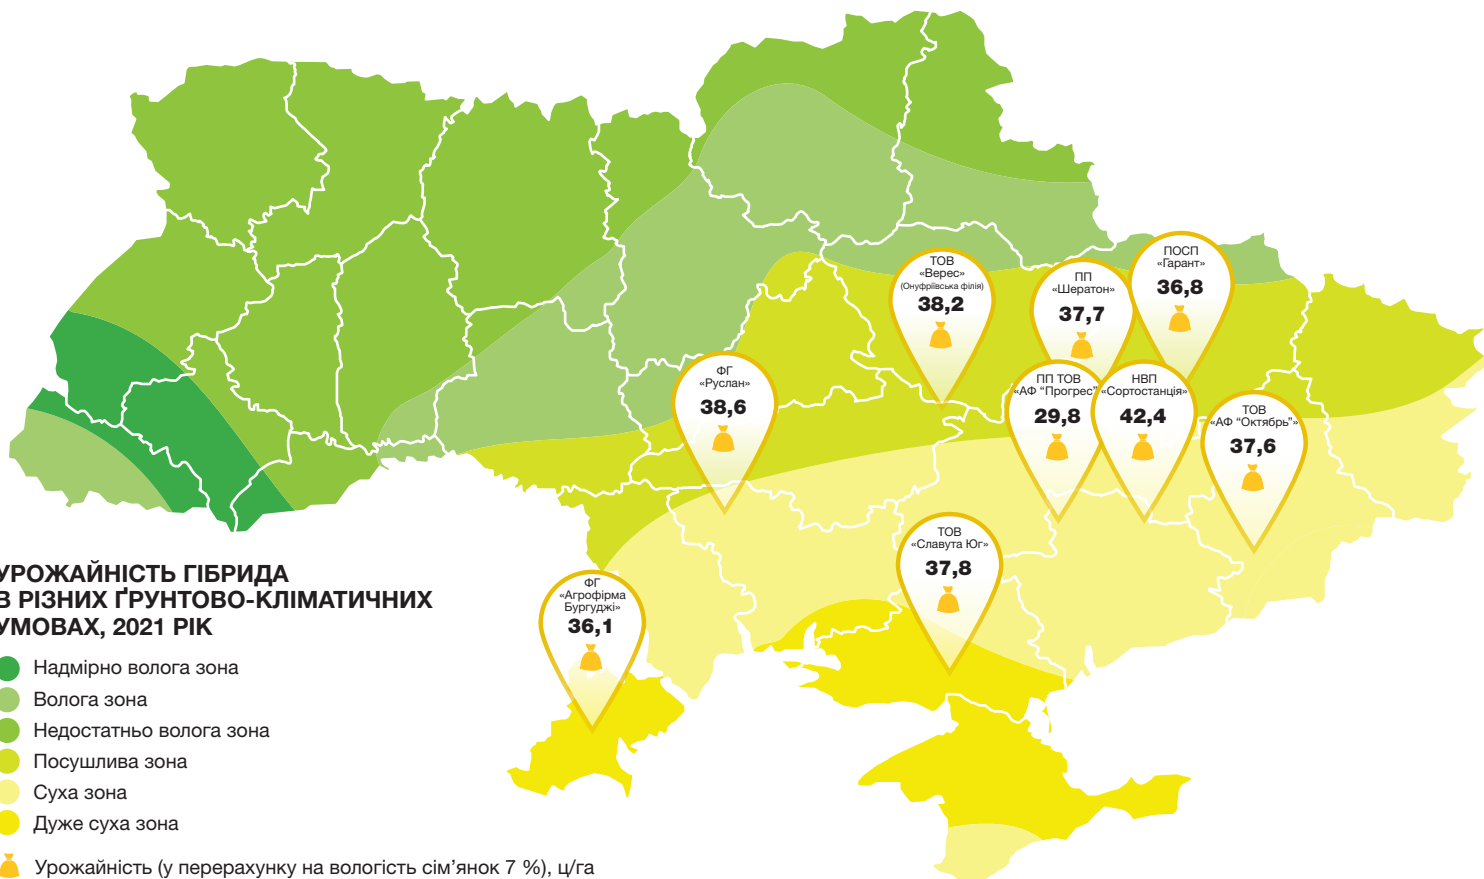 ТОВ
«Верес»
(Онуфріївська філія)
38,2
ПП
«Шератон»
37,7
ПОСП
«Гарант»
36,8
ФГ
«Руслан»
38,6
ПП ТОВ
«АФ “Прогрес”
29,8
НВП
«Сортостанція»
42,4
ТОВ
«АФ “Октябрь”»
37,6
ТОВ
«Славута Юг»
37,8
ФГ
«Агрофірма
Бургуджі»
36,1
УРОЖАЙНІСТЬ ГІБРИДА
В РІЗНИХ ҐРУНТОВО-КЛІМАТИЧНИХ
УМОВАХ, 2021 РІК
Надмірно волога зона
Волога зона
Недостатньо волога зона
Посушлива зона
Суха зона
Дуже суха зона
Урожайність (у перерахунку на вологість сім’янок 7 %), ц/га